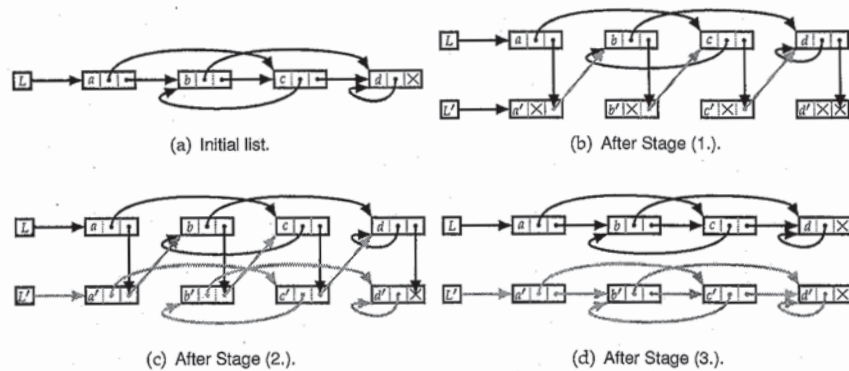 L a b c d
(a) Initial list.
L a b c d
L' a' b' c' d'
(b) After Stage (1.).
L a b c d
L' a' b' c' d'
(c) After Stage (2.).
L a b c d
L' a' b' c' d'
(d) After Stage (3.).